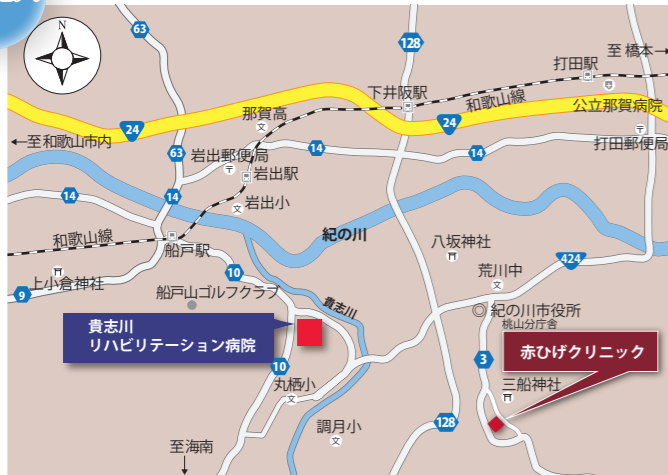 N
63
128
至 橋本→
打田駅
下井阪駅
和歌山線
公立那賀病院
那賀高
24
24
←至和歌山市内
打田郵便局
63
岩出郵便局
14
14
岩出駅
14
14
岩出小
紀の川
和歌山線
船戸駅
八坂神社
424
10
荒川中
上小倉神社
9
船戸山ゴルフクラブ
貴志川
紀の川市役所
桃山分庁舎
貴志川
リハビリテーション病院
赤ひげクリニック
3
10
丸栖小
三船神社
128
調月小
至海南